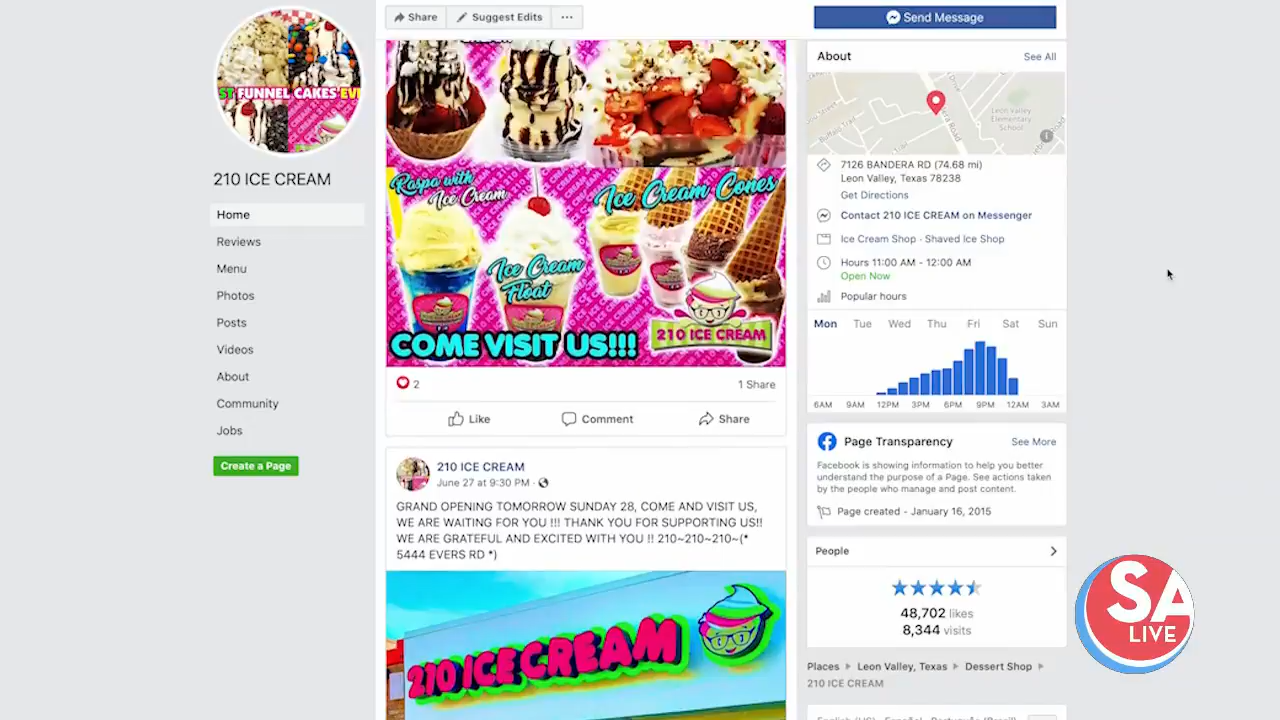 ST FUNNEL CAKES EV
210 ICE CREAM
Home
Reviews
Menu
Photos
Posts
Videos
About
Community
Jobs
Create a Page
Share
Suggest Edits
...
Raspa with
Ice Cream
Ice Cream
Float
Ice Cream Cones
COME VISIT US!!!
210 ICE CREAM
2
1 Share
Like
Comment
Share
210 ICE CREAM
June 27 at 9:30 PM ·
GRAND OPENING TOMORROW SUNDAY 28, COME AND VISIT US,
WE ARE WAITING FOR YOU !!! THANK YOU FOR SUPPORTING US!!
WE ARE GRATEFUL AND EXCITED WITH YOU !! 210~210~210~(*
5444 EVERS RD *)
210 ICE CREAM
Send Message
About
See All
Leon Valley
Elementary
School
7126 BANDERA RD (74.68 mi)
Leon Valley, Texas 78238
Get Directions
Contact 210 ICE CREAM on Messenger
Ice Cream Shop · Shaved Ice Shop
Hours 11:00 AM - 12:00 AM
Open Now
Popular hours
Mon Tue Wed Thu Fri Sat Sun
6AM 9AM 12PM 3PM 6PM 9PM 12AM 3AM
Page Transparency
See More
Facebook is showing information to help you better
understand the purpose of a Page. See actions taken
by the people who manage and post content.
Page created - January 16, 2015
People
48,702 likes
8,344 visits
Places Leon Valley, Texas Dessert Shop
210 ICE CREAM
English (US) · Español · Português (Brasil)
SA
LIVE